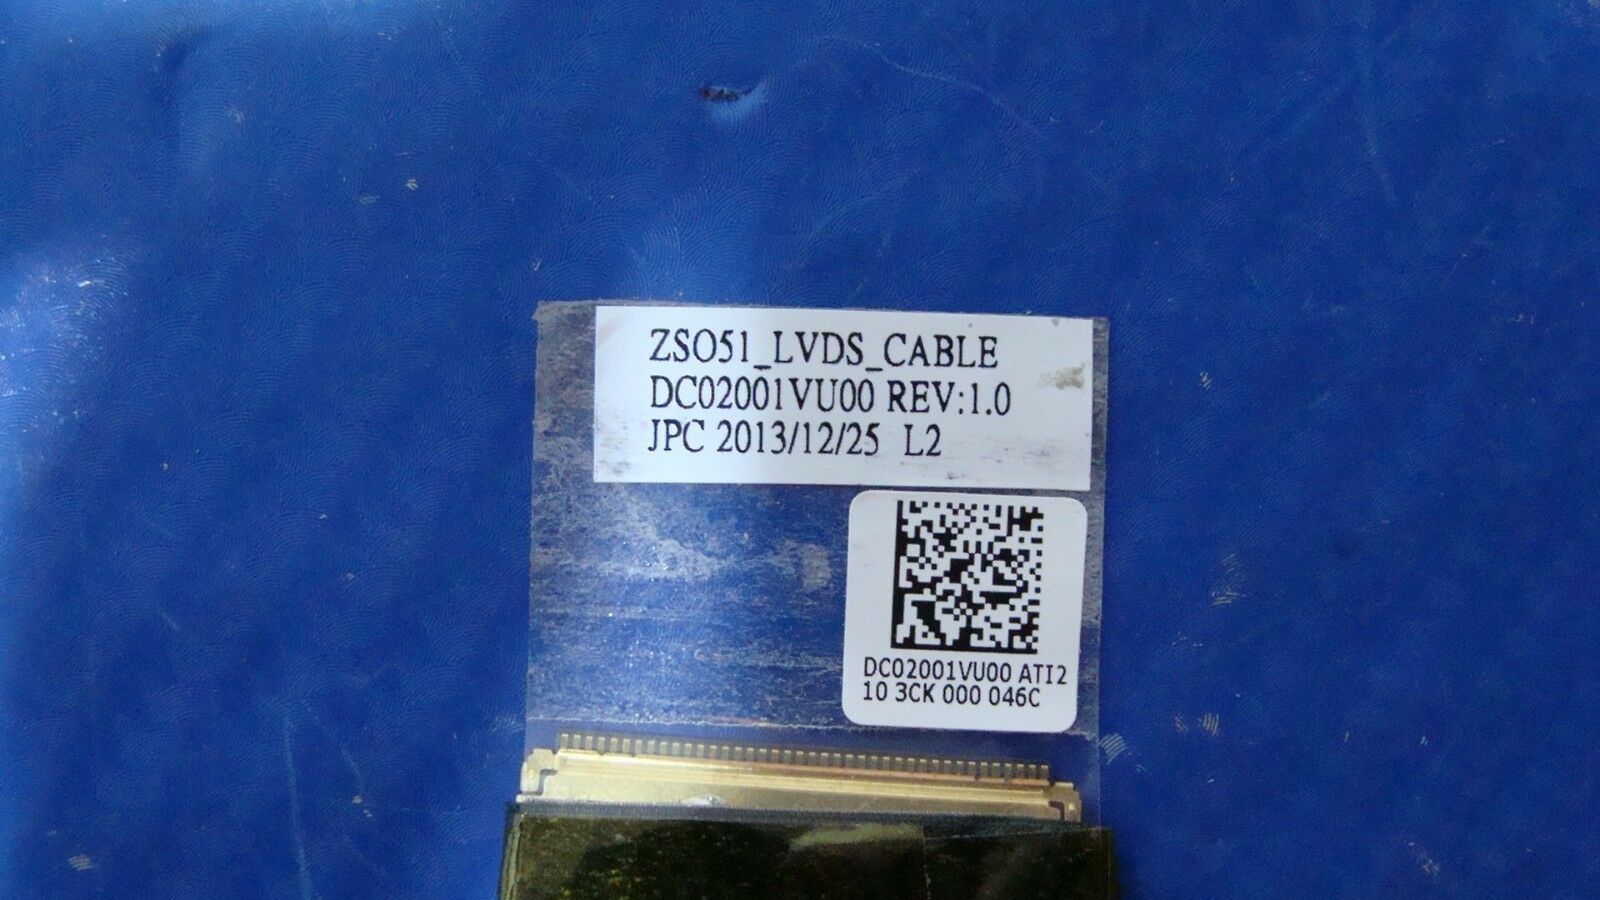 ZSO51_LVDS_CABLE
DC02001VU00 REV:1.0
JPC 2013/12/25 L2
DC02001VU00 ATI2
10 3CK 000 046C